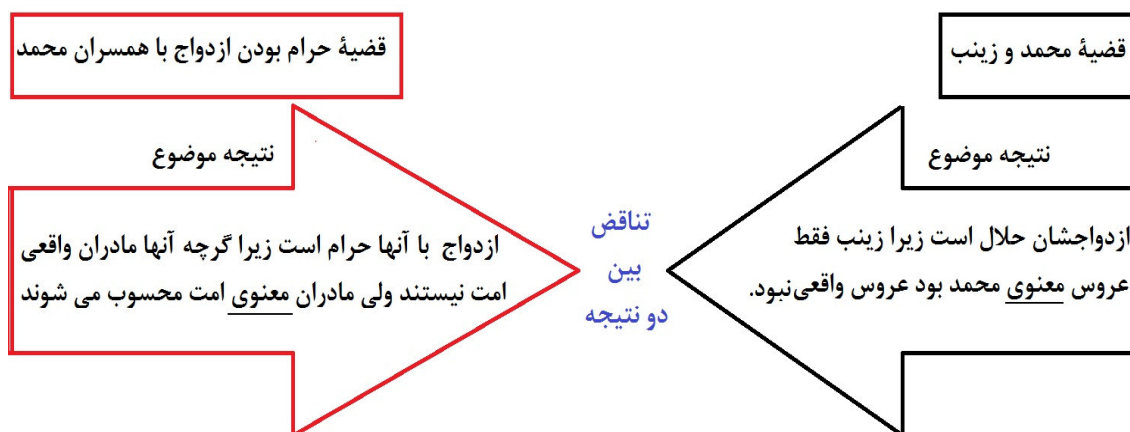 قضیهٔ محمد و زینب
نتیجه موضوع
ازدواجشان حلال است زیرا زینب فقط
عروس معنوی محمد بود عروس واقعی‌نبود.
تناقض
بین
دو نتیجه
قضیهٔ حرام بودن ازدواج با همسران محمد
نتیجه موضوع
ازدواج با آنها حرام است زیرا گرچه آنها مادران واقعی
امت نیستند ولی مادران معنوی امت محسوب می شوند